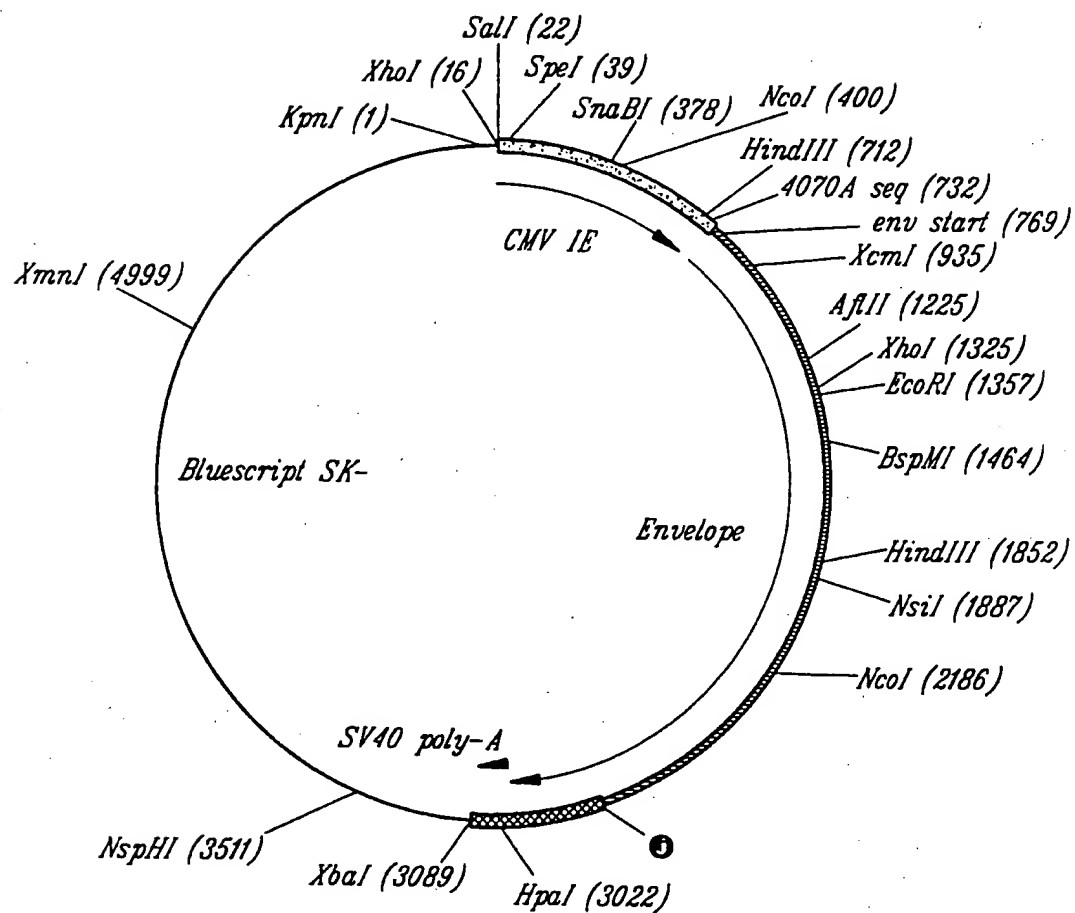 SalI (22)
XhoI (16)
SpeI (39)
KpnI (1)
SnaBI (378)
NcoI (400)
HindIII (712)
4070A seq (732)
env start (769)
CMV IE
XcmI (935)
XmnI (4999)
AflII (1225)
XhoI (1325)
EcoRI (1357)
Bluescript SK-
BspMI (1464)
Envelope
HindIII (1852)
NsiI (1887)
NcoI (2186)
SV40 poly-A
NspHI (3511)
j
XbaI (3089)
HpaI (3022)